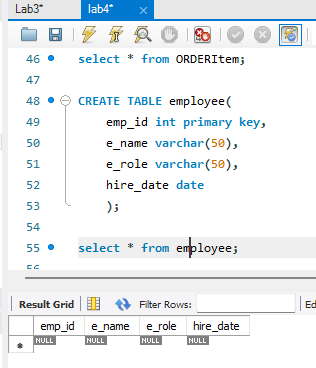 Lab3* lab4*
46 select * from ORDERItem;
47
48 CREATE TABLE employee(
49 emp_id int primary key,
50 e_name varchar(50),
51 e_role varchar(50),
52 hire_date date
53 );
54
55 select * from employee;
56
Result Grid Filter Rows: Ed
emp_id e_name e_role hire_date
* NULL NULL NULL NULL